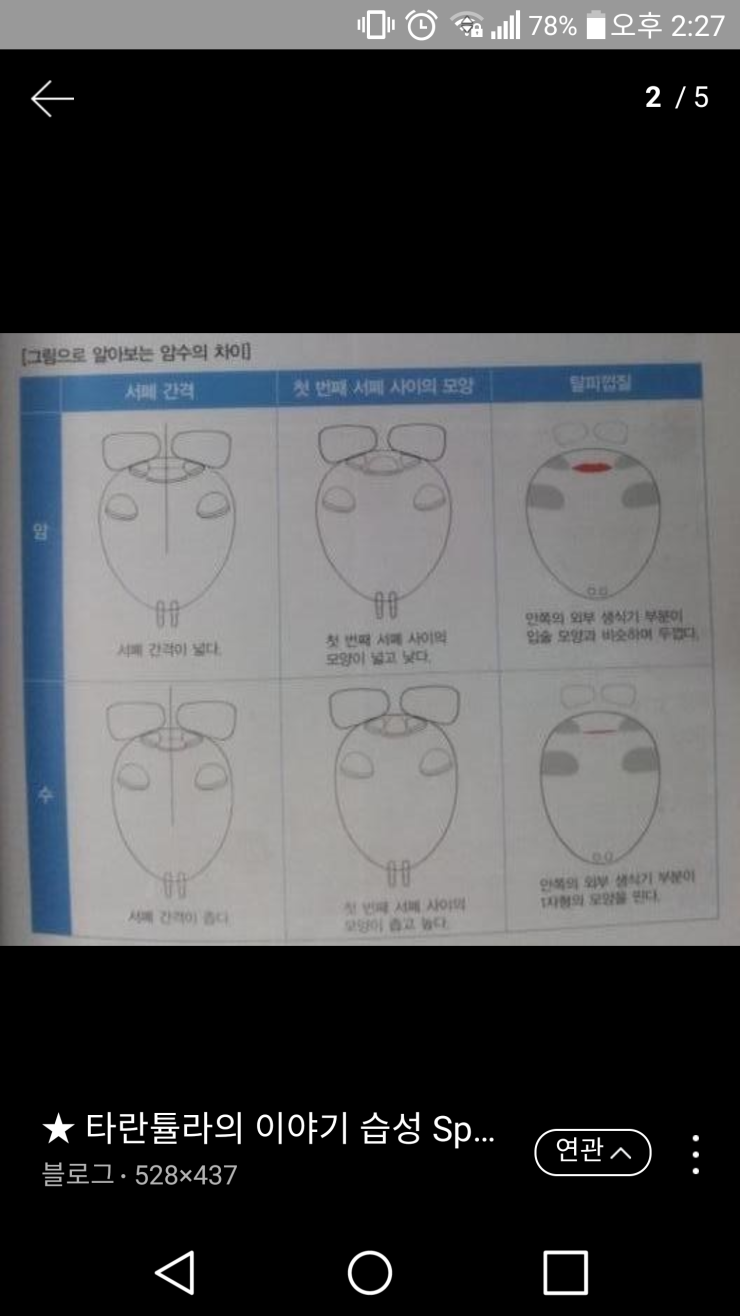 78% 오후 2:27
2 / 5
[그림으로 알아보는 암수의 차이]
서폐 간격
첫 번째 서폐 사이의 모양
탈피껍질
암
서폐 간격이 넓다.
첫 번째 서폐 사이의
모양이 넓고 낮다.
안쪽의 외부 생식기 부분이
입술 모양과 비슷하며 두껍다.
수
서폐 간격이 좁다.
첫 번째 서폐 사이의
모양이 좁고 높다.
안쪽의 외부 생식기 부분이
1자형의 모양을 띤다.
★ 타란튤라의 이야기 습성 Sp...
블로그 · 528×437
연관